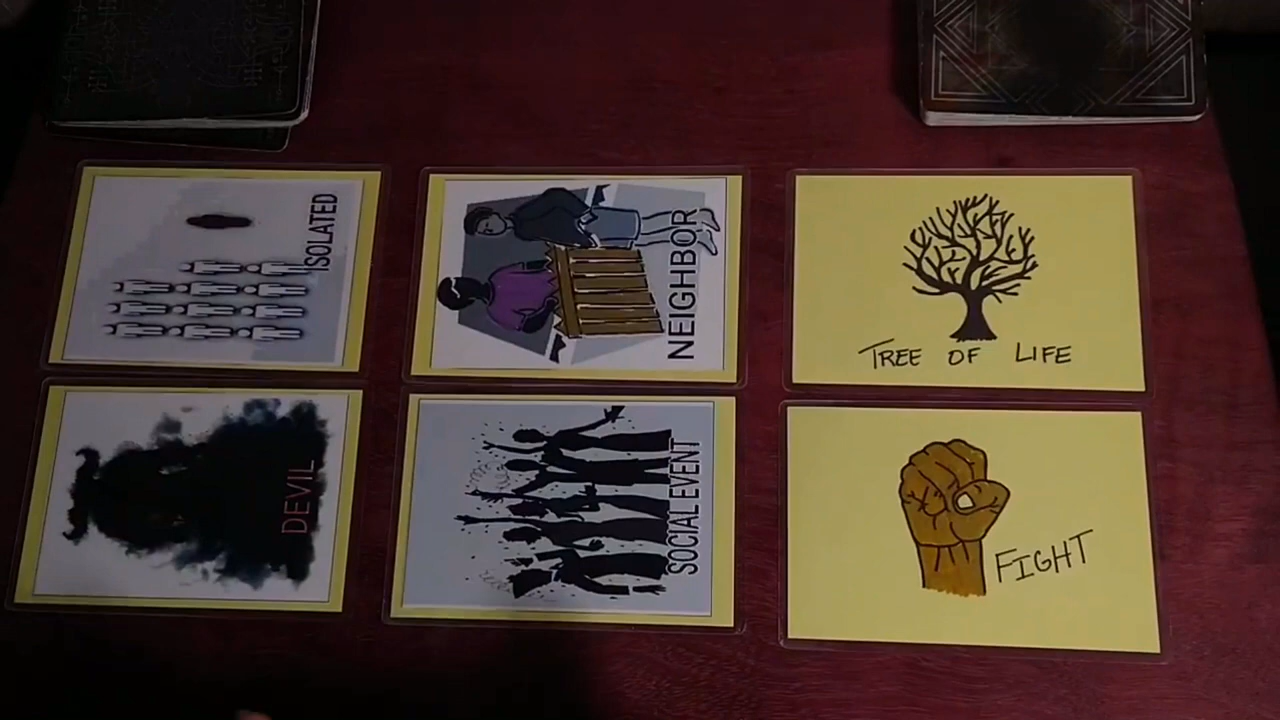 ISOLATED
NEIGHBOR
TREE OF LIFE
DEVIL
SOCIAL EVENT
FIGHT